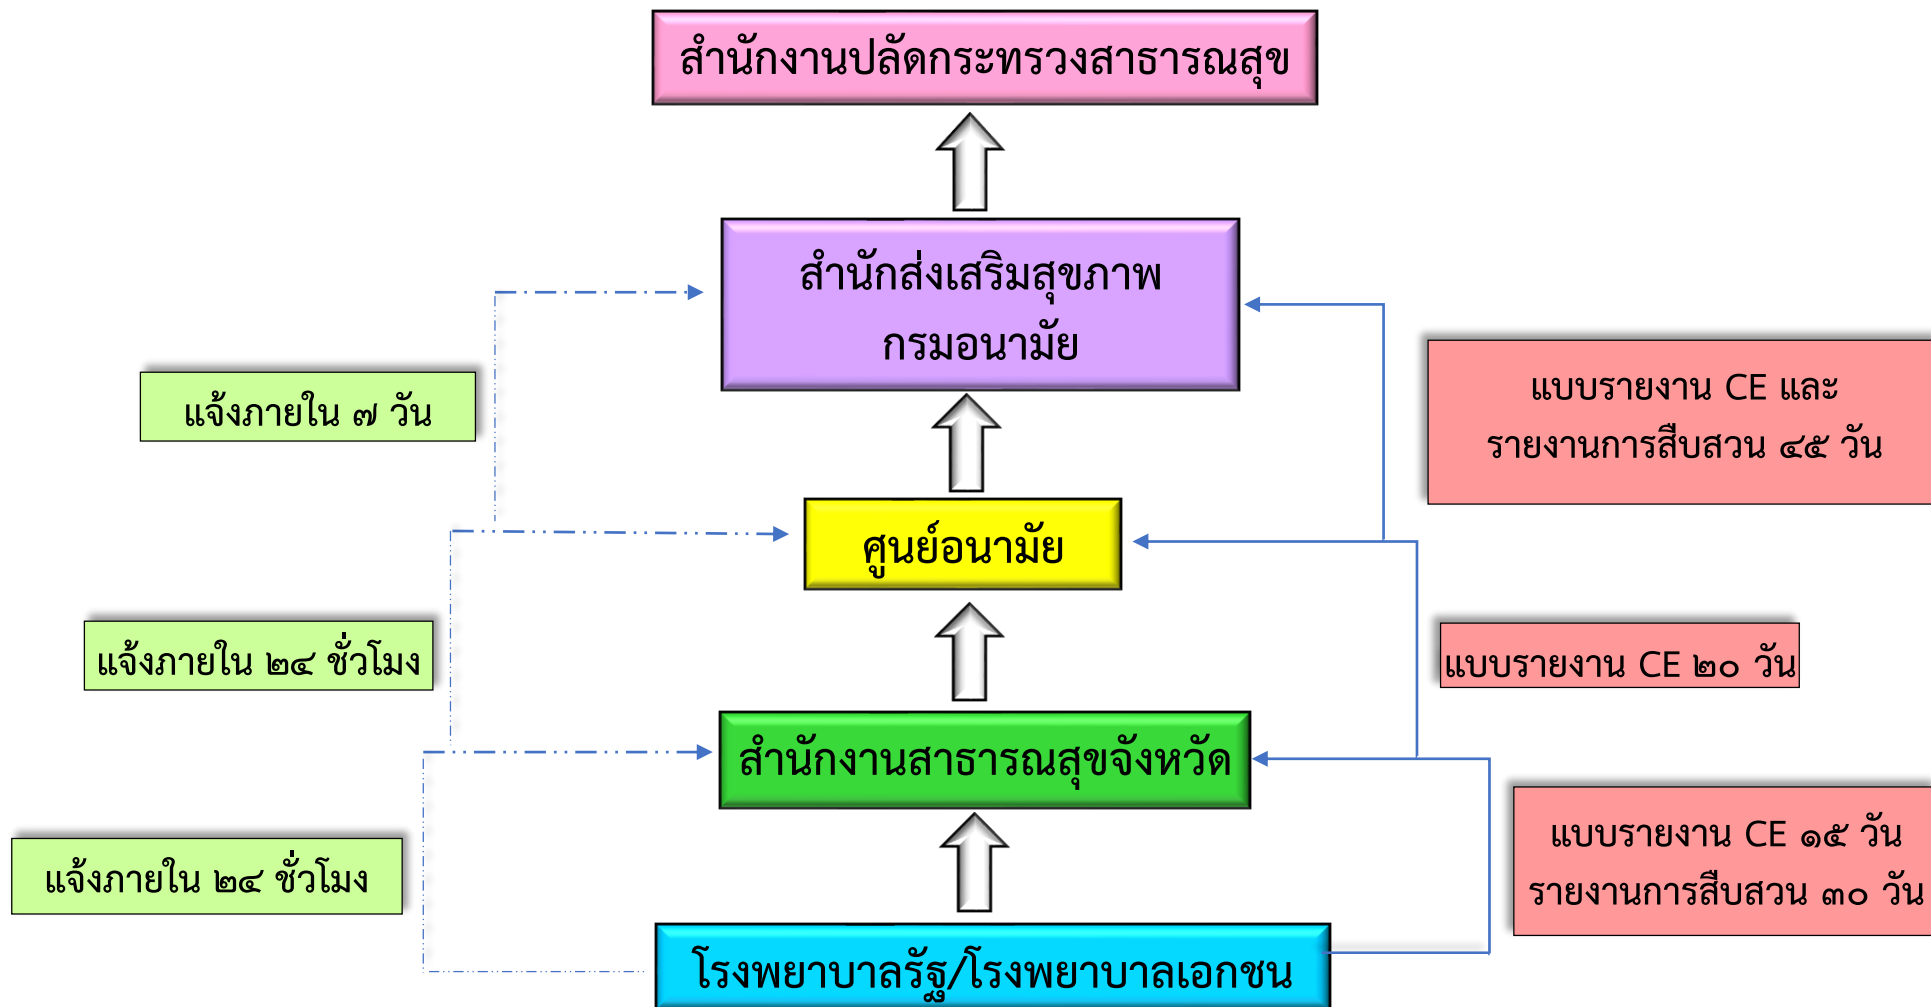 สำนักงานปลัดกระทรวงสาธารณสุข
สำนักส่งเสริมสุขภาพ
กรมอนามัย
แจ้งภายใน ๗ วัน
แบบรายงาน CE และ
รายงานการสืบสวน ๔๕ วัน
ศูนย์อนามัย
แจ้งภายใน ๒๔ ชั่วโมง
แบบรายงาน CE ๒๐ วัน
สำนักงานสาธารณสุขจังหวัด
แจ้งภายใน ๒๔ ชั่วโมง
แบบรายงาน CE ๑๕ วัน
รายงานการสืบสวน ๓๐ วัน
โรงพยาบาลรัฐ/โรงพยาบาลเอกชน